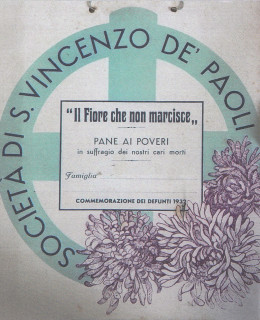 SOCIETÀ DI S. VINCENZO DE' PAOLI
"Il Fiore che non marcisce„
PANE AI POVERI
in suffragio dei nostri cari morti
Famiglia
COMMEMORAZIONE DEI DEFUNTI 1932